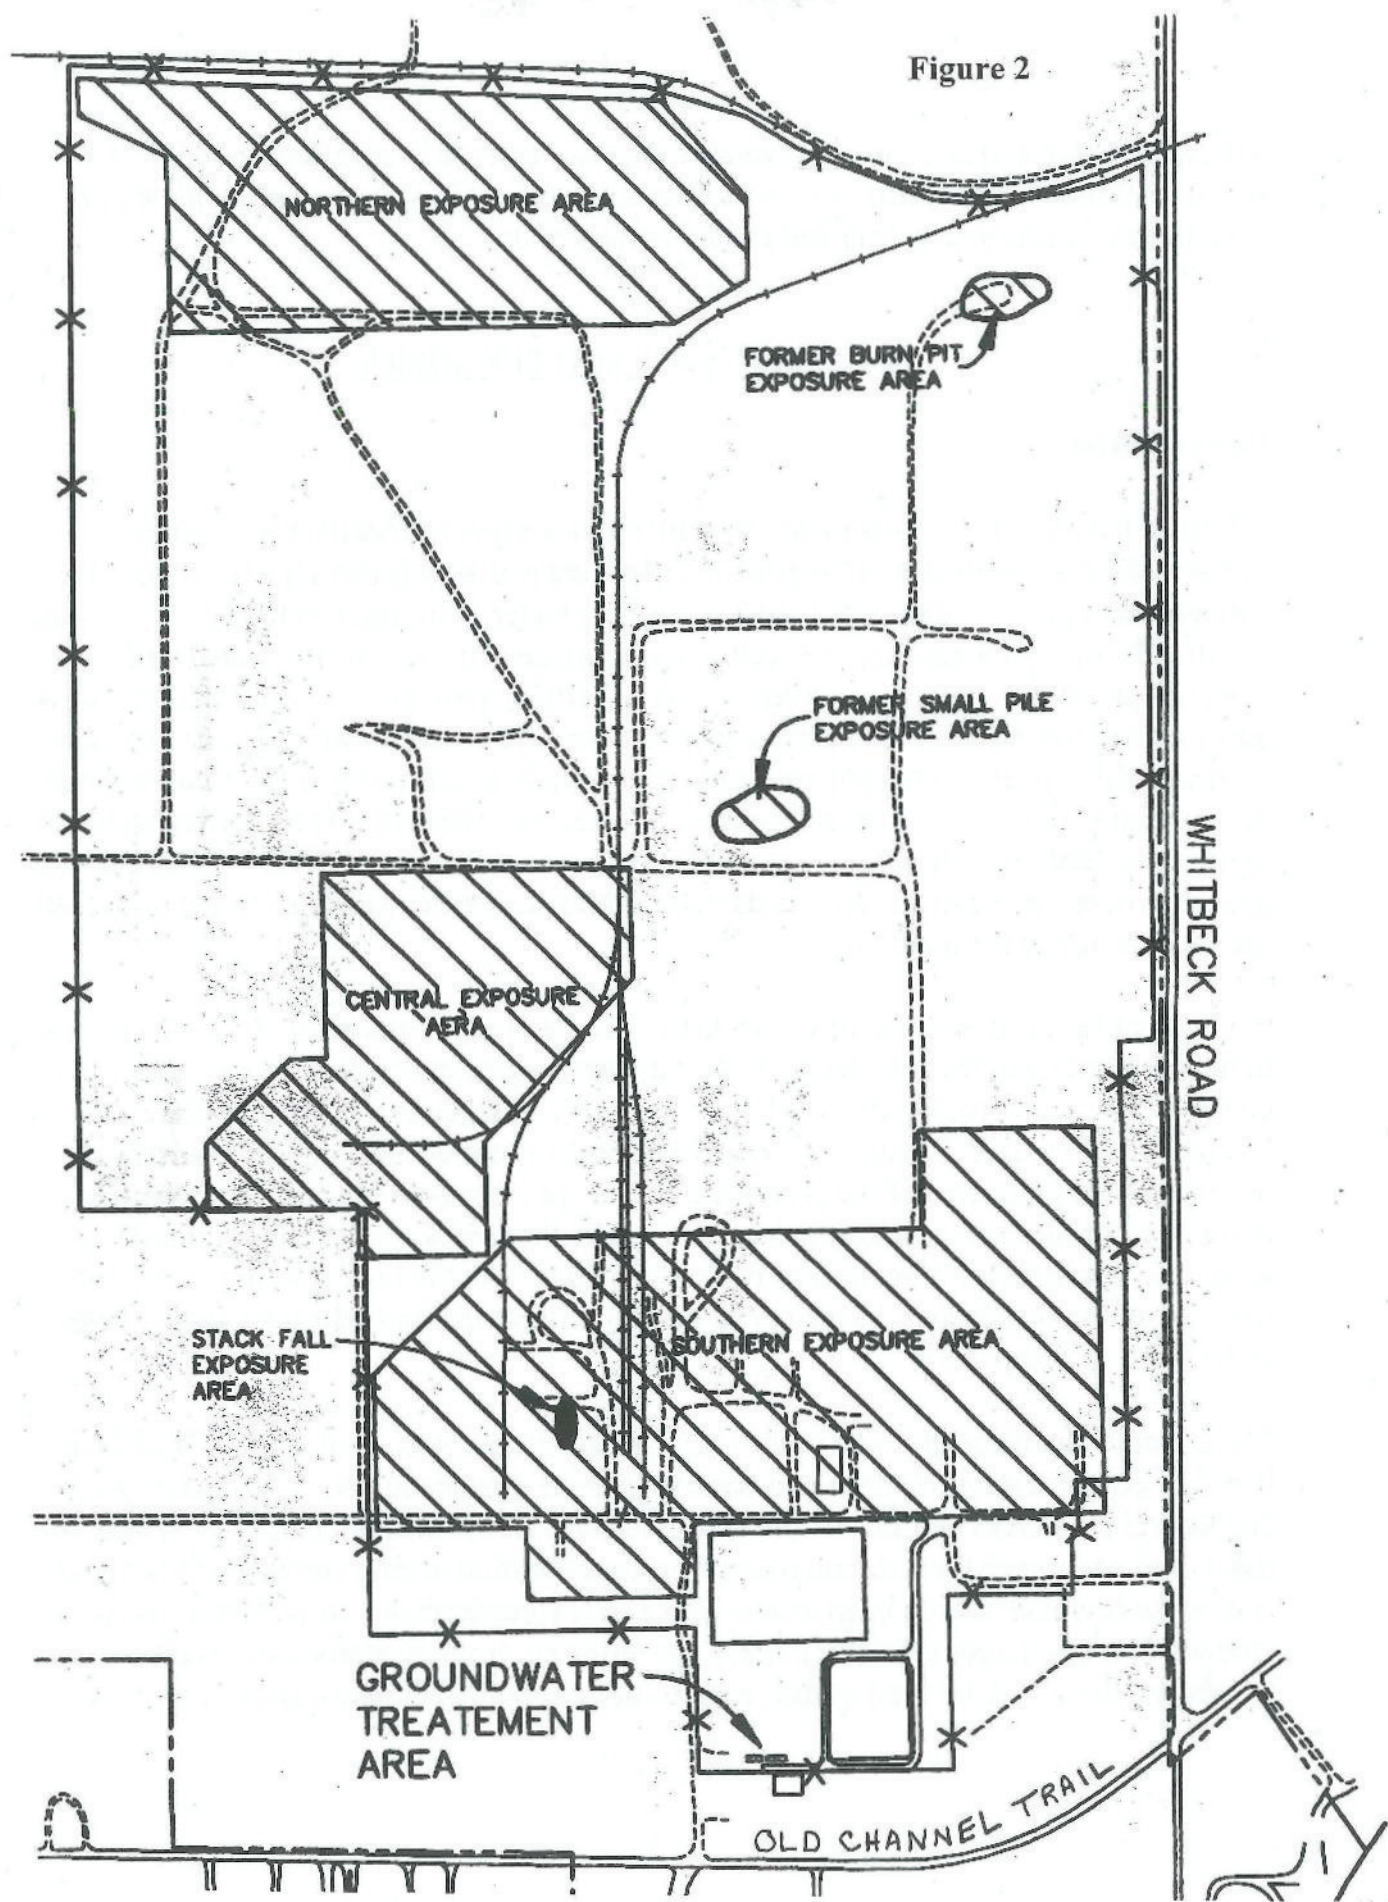 Figure 2
NORTHERN EXPOSURE AREA
FORMER BURN PIT
EXPOSURE AREA
FORMER SMALL PILE
EXPOSURE AREA
WHITBECK ROAD
CENTRAL EXPOSURE
AERA
STACK FALL
EXPOSURE
AREA
SOUTHERN EXPOSURE AREA
GROUNDWATER
TREATEMENT
AREA
OLD CHANNEL TRAIL